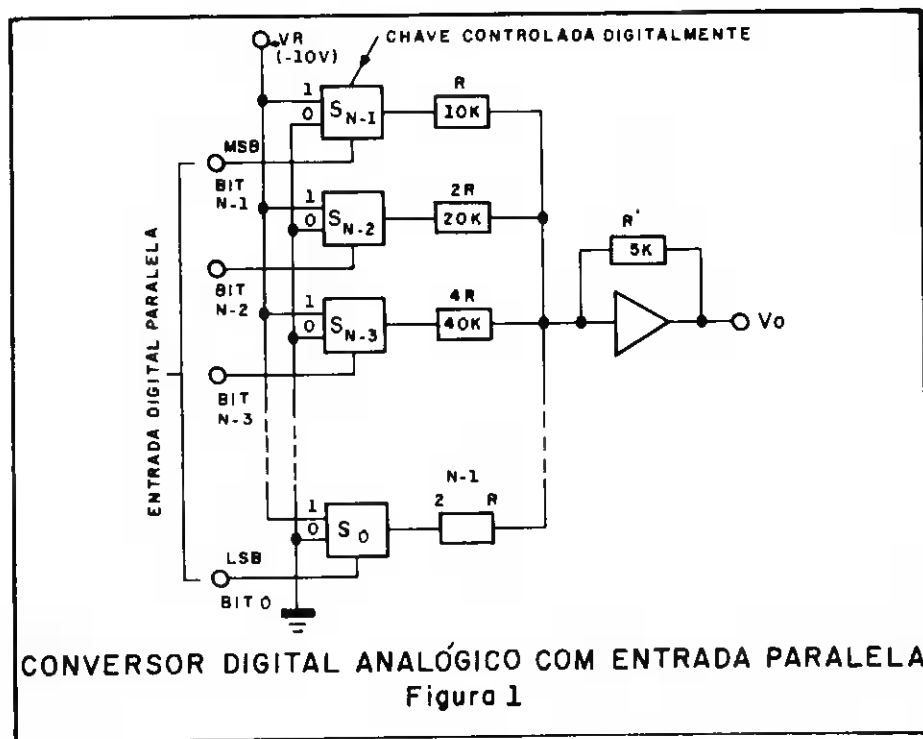 VR
(-10V)
CHAVE CONTROLADA DIGITALMENTE
1
0
S N-1
R
10K
MSB
BIT
N-1
1
0
S N-2
2R
20K
R'
5K
BIT
N-2
1
0
S N-3
4R
40K
Vo
BIT
N-3
ENTRADA DIGITAL PARALELA
N-1
2 R
1
0
S 0
LSB
BIT 0
CONVERSOR DIGITAL ANALÓGICO COM ENTRADA PARALELA
Figura 1